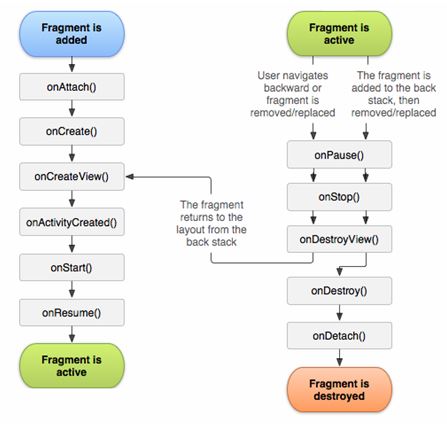 Fragment is
added
onAttach()
onCreate()
onCreateView()
onActivityCreated()
onStart()
onResume()
Fragment is
active
The fragment
returns to the
layout from the
back stack
Fragment is
active
User navigates
backward or
fragment is
removed/replaced
The fragment is
added to the back
stack, then
removed/replaced
onPause()
onStop()
onDestroyView()
onDestroy()
onDetach()
Fragment is
destroyed